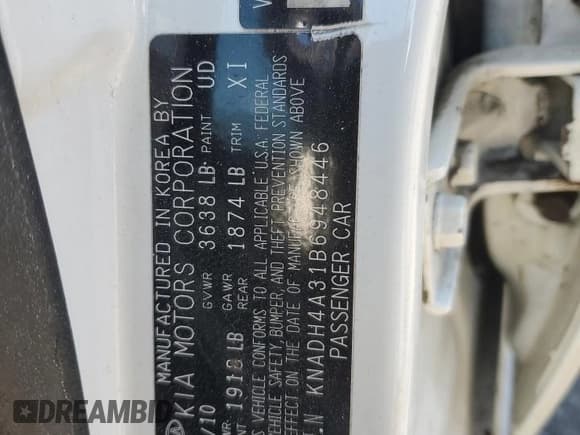 MANUFACTURED IN KOREA BY
KIA MOTORS CORPORATION
/10 GVWR 3638 LB PAINT UD
WR 1918 LB GAWR REAR 1874 LB TRIM XI
S VEHICLE CONFORMS TO ALL APPLICABLE U.S.A. FEDERAL
VEHICLE SAFETY, BUMPER, AND THEFT PREVENTION STANDARDS
EFFECT ON THE DATE OF MANUFACTURE SHOWN ABOVE
KNADH4A31B6948446
PASSENGER CAR
DREAMBID